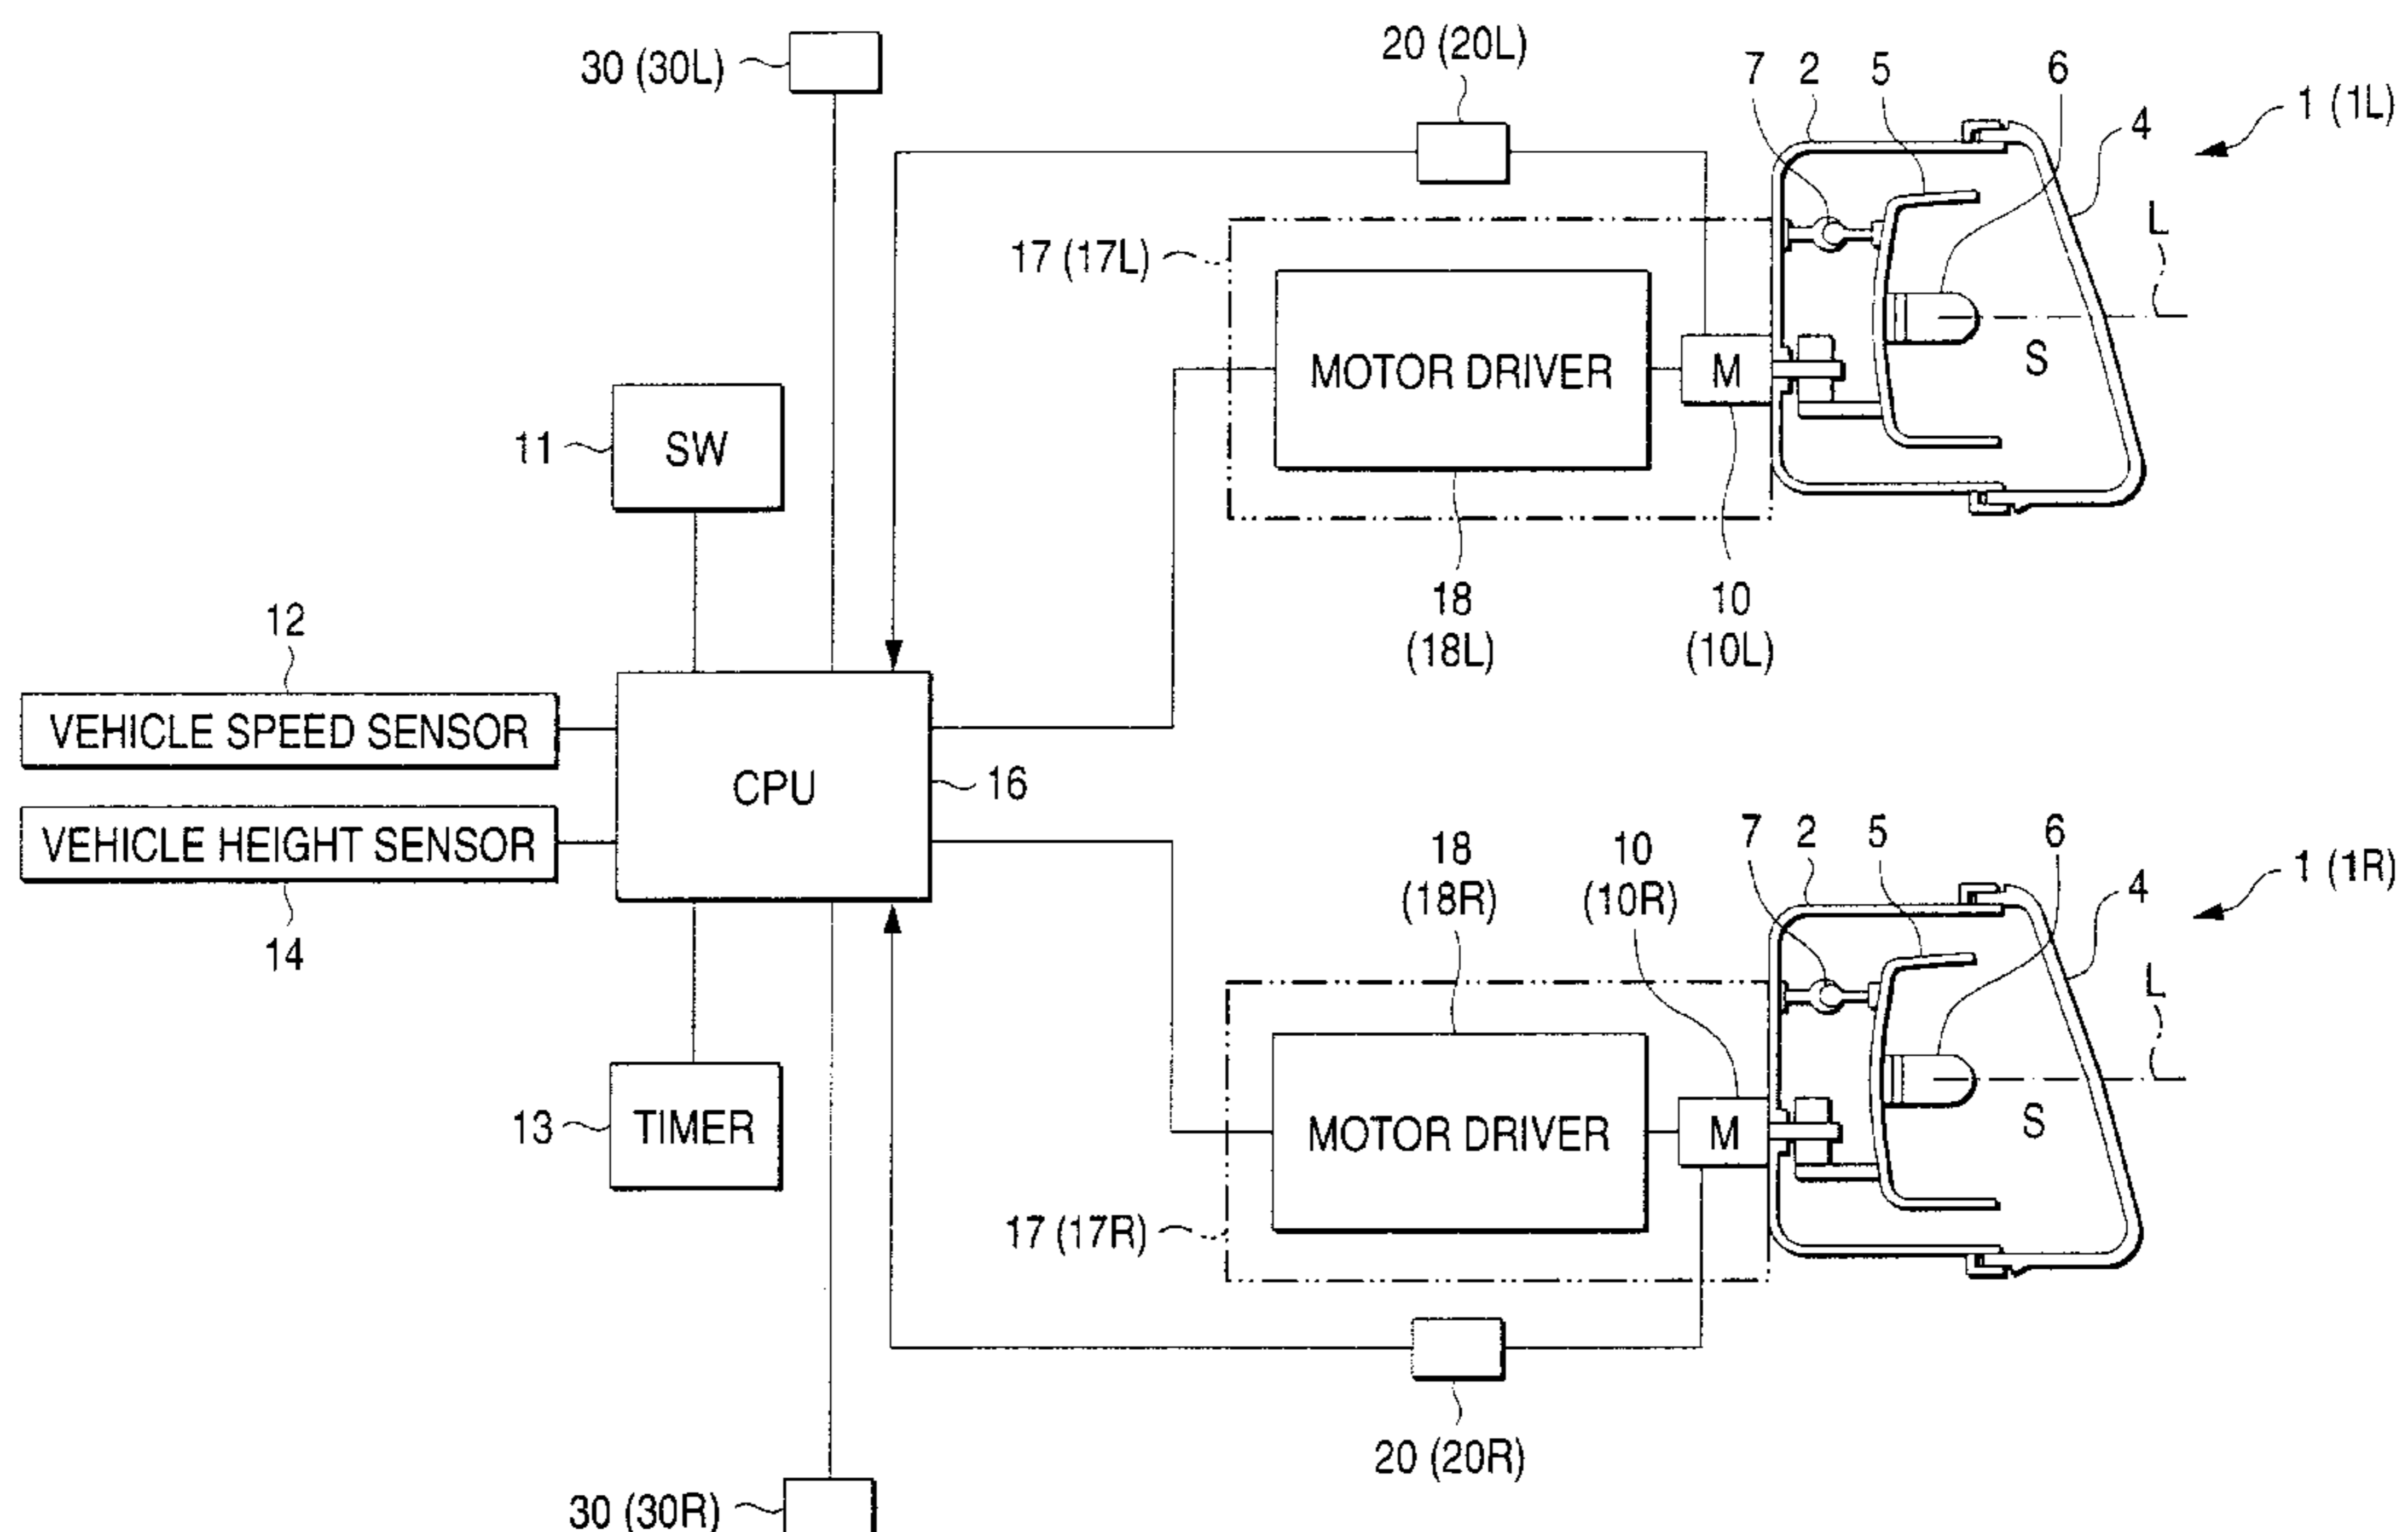 30 (30L)
20 (20L)
7
2
5
6
1 (1L)
4
L
17 (17L)
MOTOR DRIVER
M
S
11
SW
18
(18L)
10
(10L)
12
VEHICLE SPEED SENSOR
CPU
16
VEHICLE HEIGHT SENSOR
14
18
(18R)
10
(10R)
7
2
5
6
1 (1R)
4
L
13
TIMER
MOTOR DRIVER
M
S
17 (17R)
20 (20R)
30 (30R)